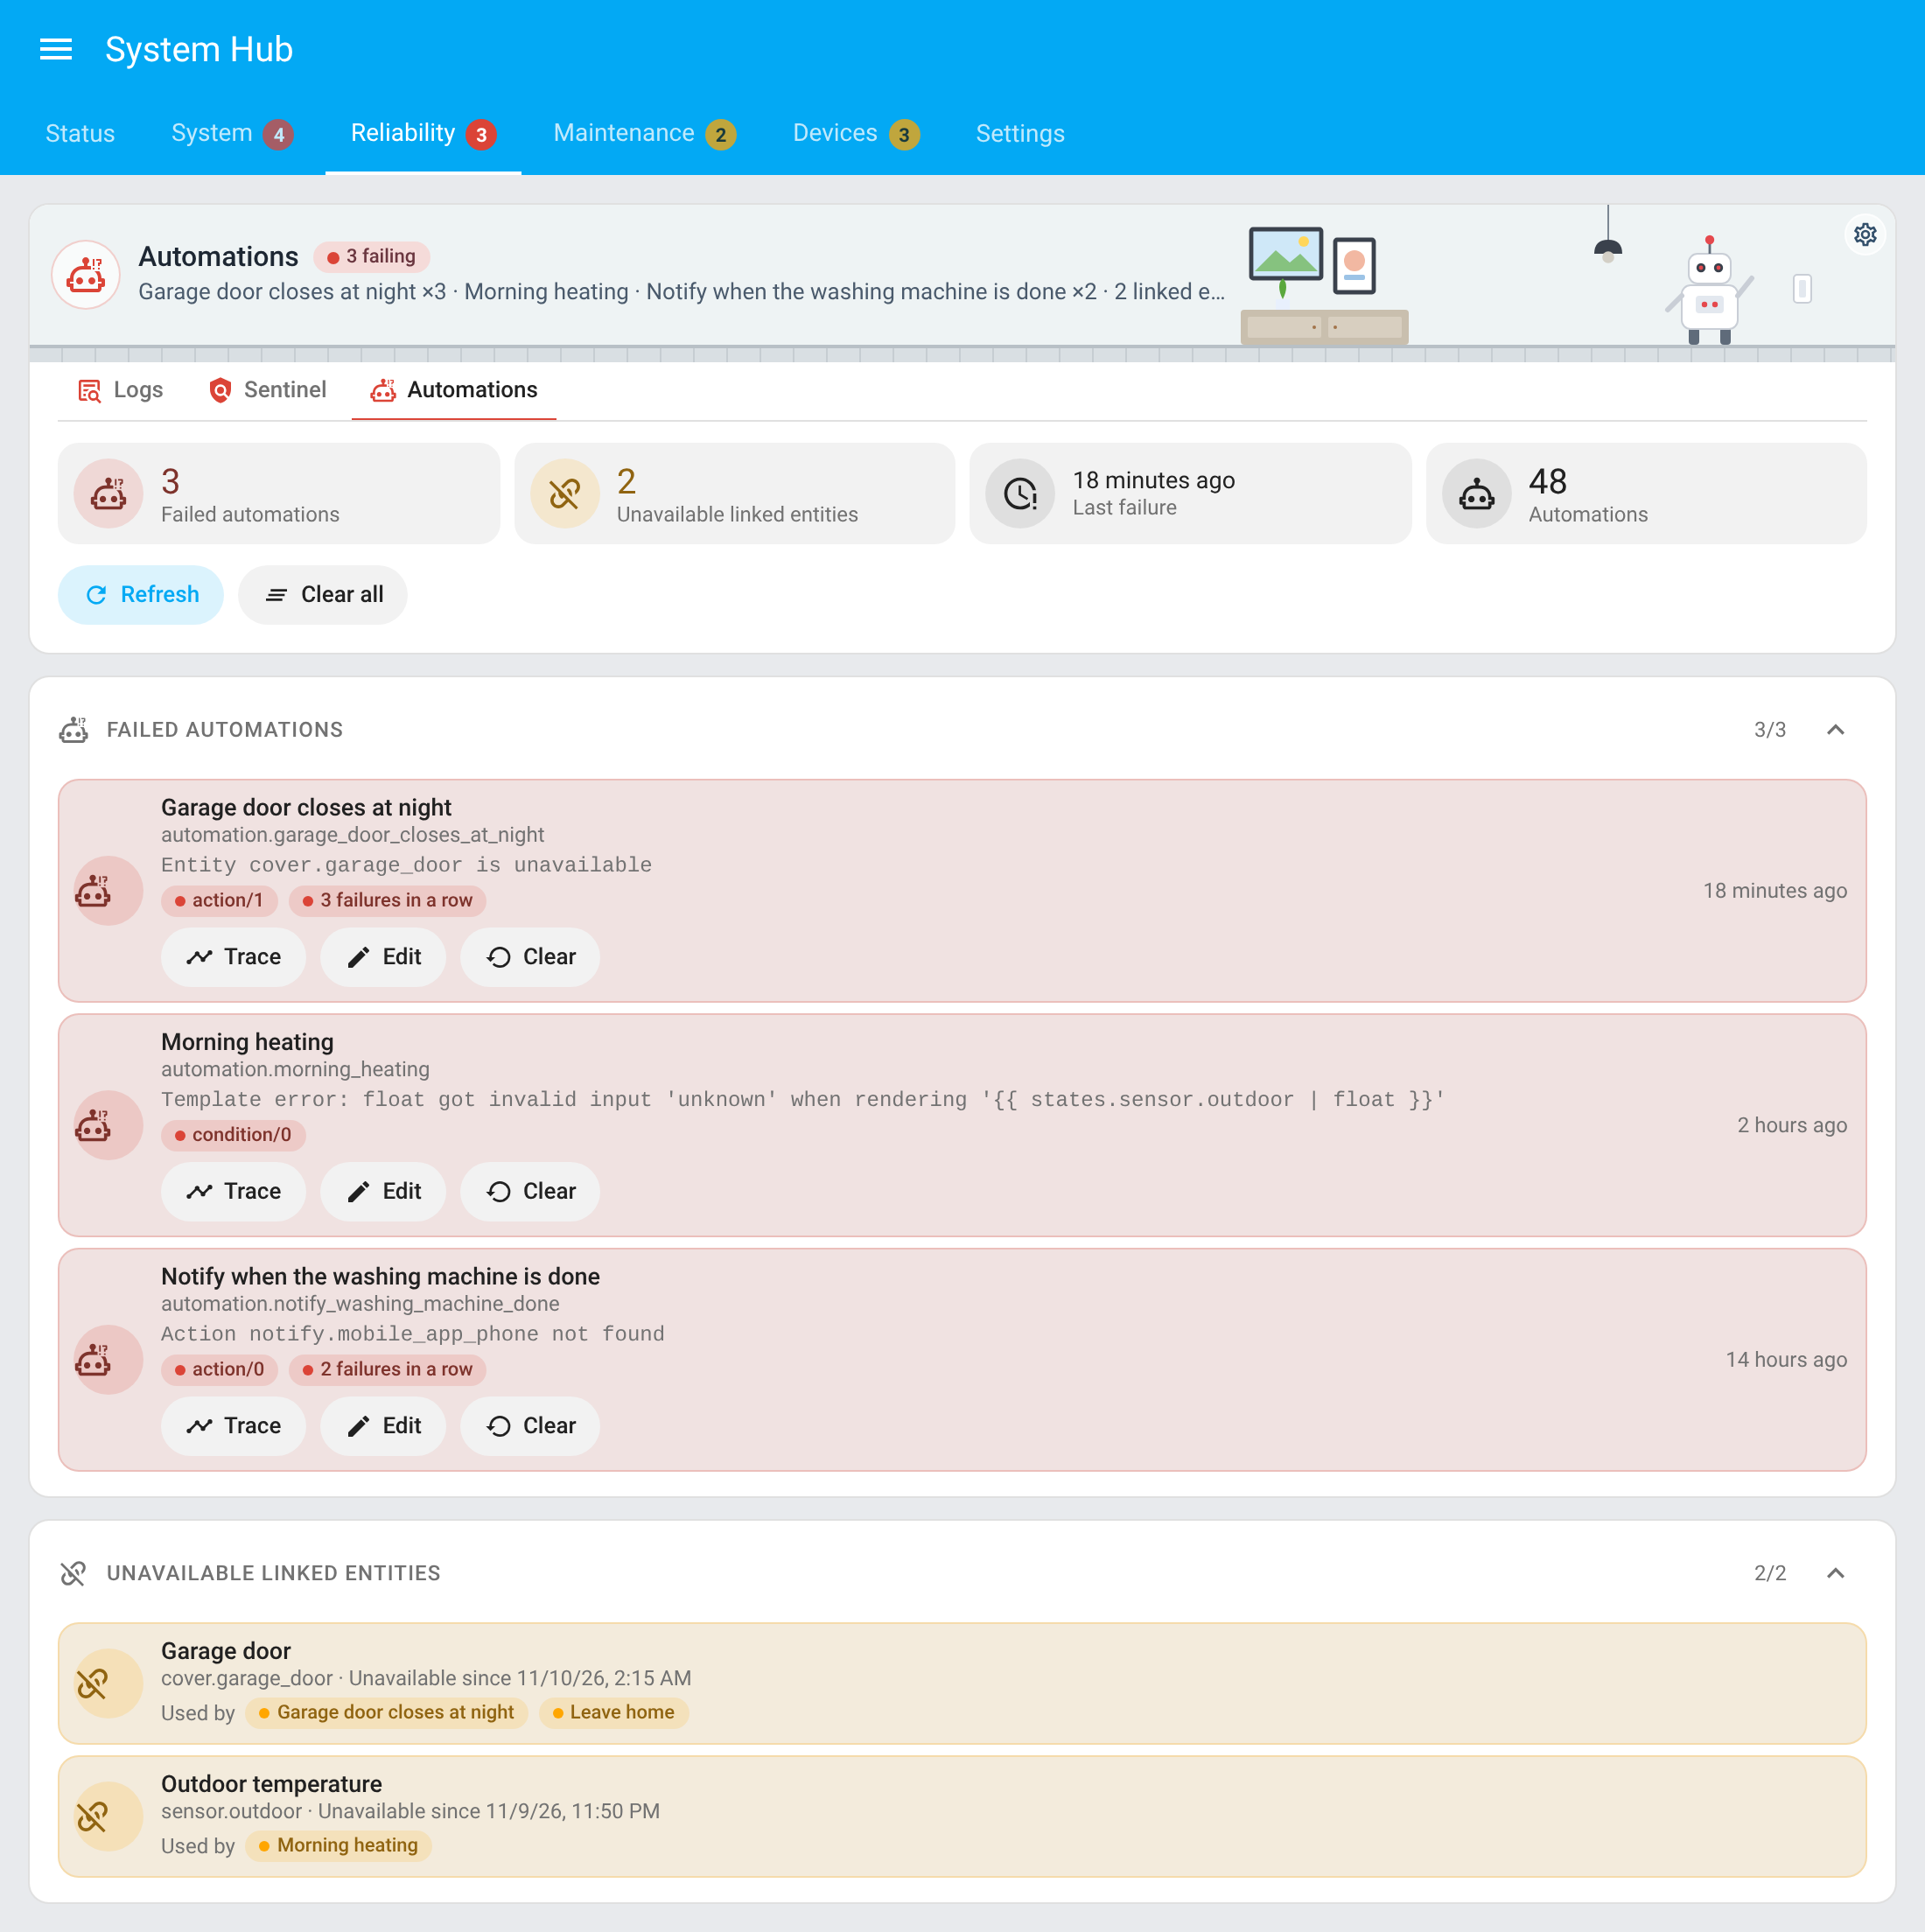 System Hub
Status System 4 Reliability 3 Maintenance 2 Devices 3 Settings
Automations 3 failing
Garage door closes at night ×3 · Morning heating · Notify when the washing machine is done ×2 · 2 linked e...
Logs Sentinel Automations
3
Failed automations
2
Unavailable linked entities
18 minutes ago
Last failure
48
Automations
Refresh Clear all
FAILED AUTOMATIONS 3/3
Garage door closes at night
automation.garage_door_closes_at_night
Entity cover.garage_door is unavailable
18 minutes ago
action/1 3 failures in a row
Trace Edit Clear
Morning heating
automation.morning_heating
Template error: float got invalid input 'unknown' when rendering '{{ states.sensor.outdoor | float }}'
2 hours ago
condition/0
Trace Edit Clear
Notify when the washing machine is done
automation.notify_washing_machine_done
Action notify.mobile_app_phone not found
14 hours ago
action/0 2 failures in a row
Trace Edit Clear
UNAVAILABLE LINKED ENTITIES 2/2
Garage door
cover.garage_door · Unavailable since 11/10/26, 2:15 AM
Used by Garage door closes at night Leave home
Outdoor temperature
sensor.outdoor · Unavailable since 11/9/26, 11:50 PM
Used by Morning heating